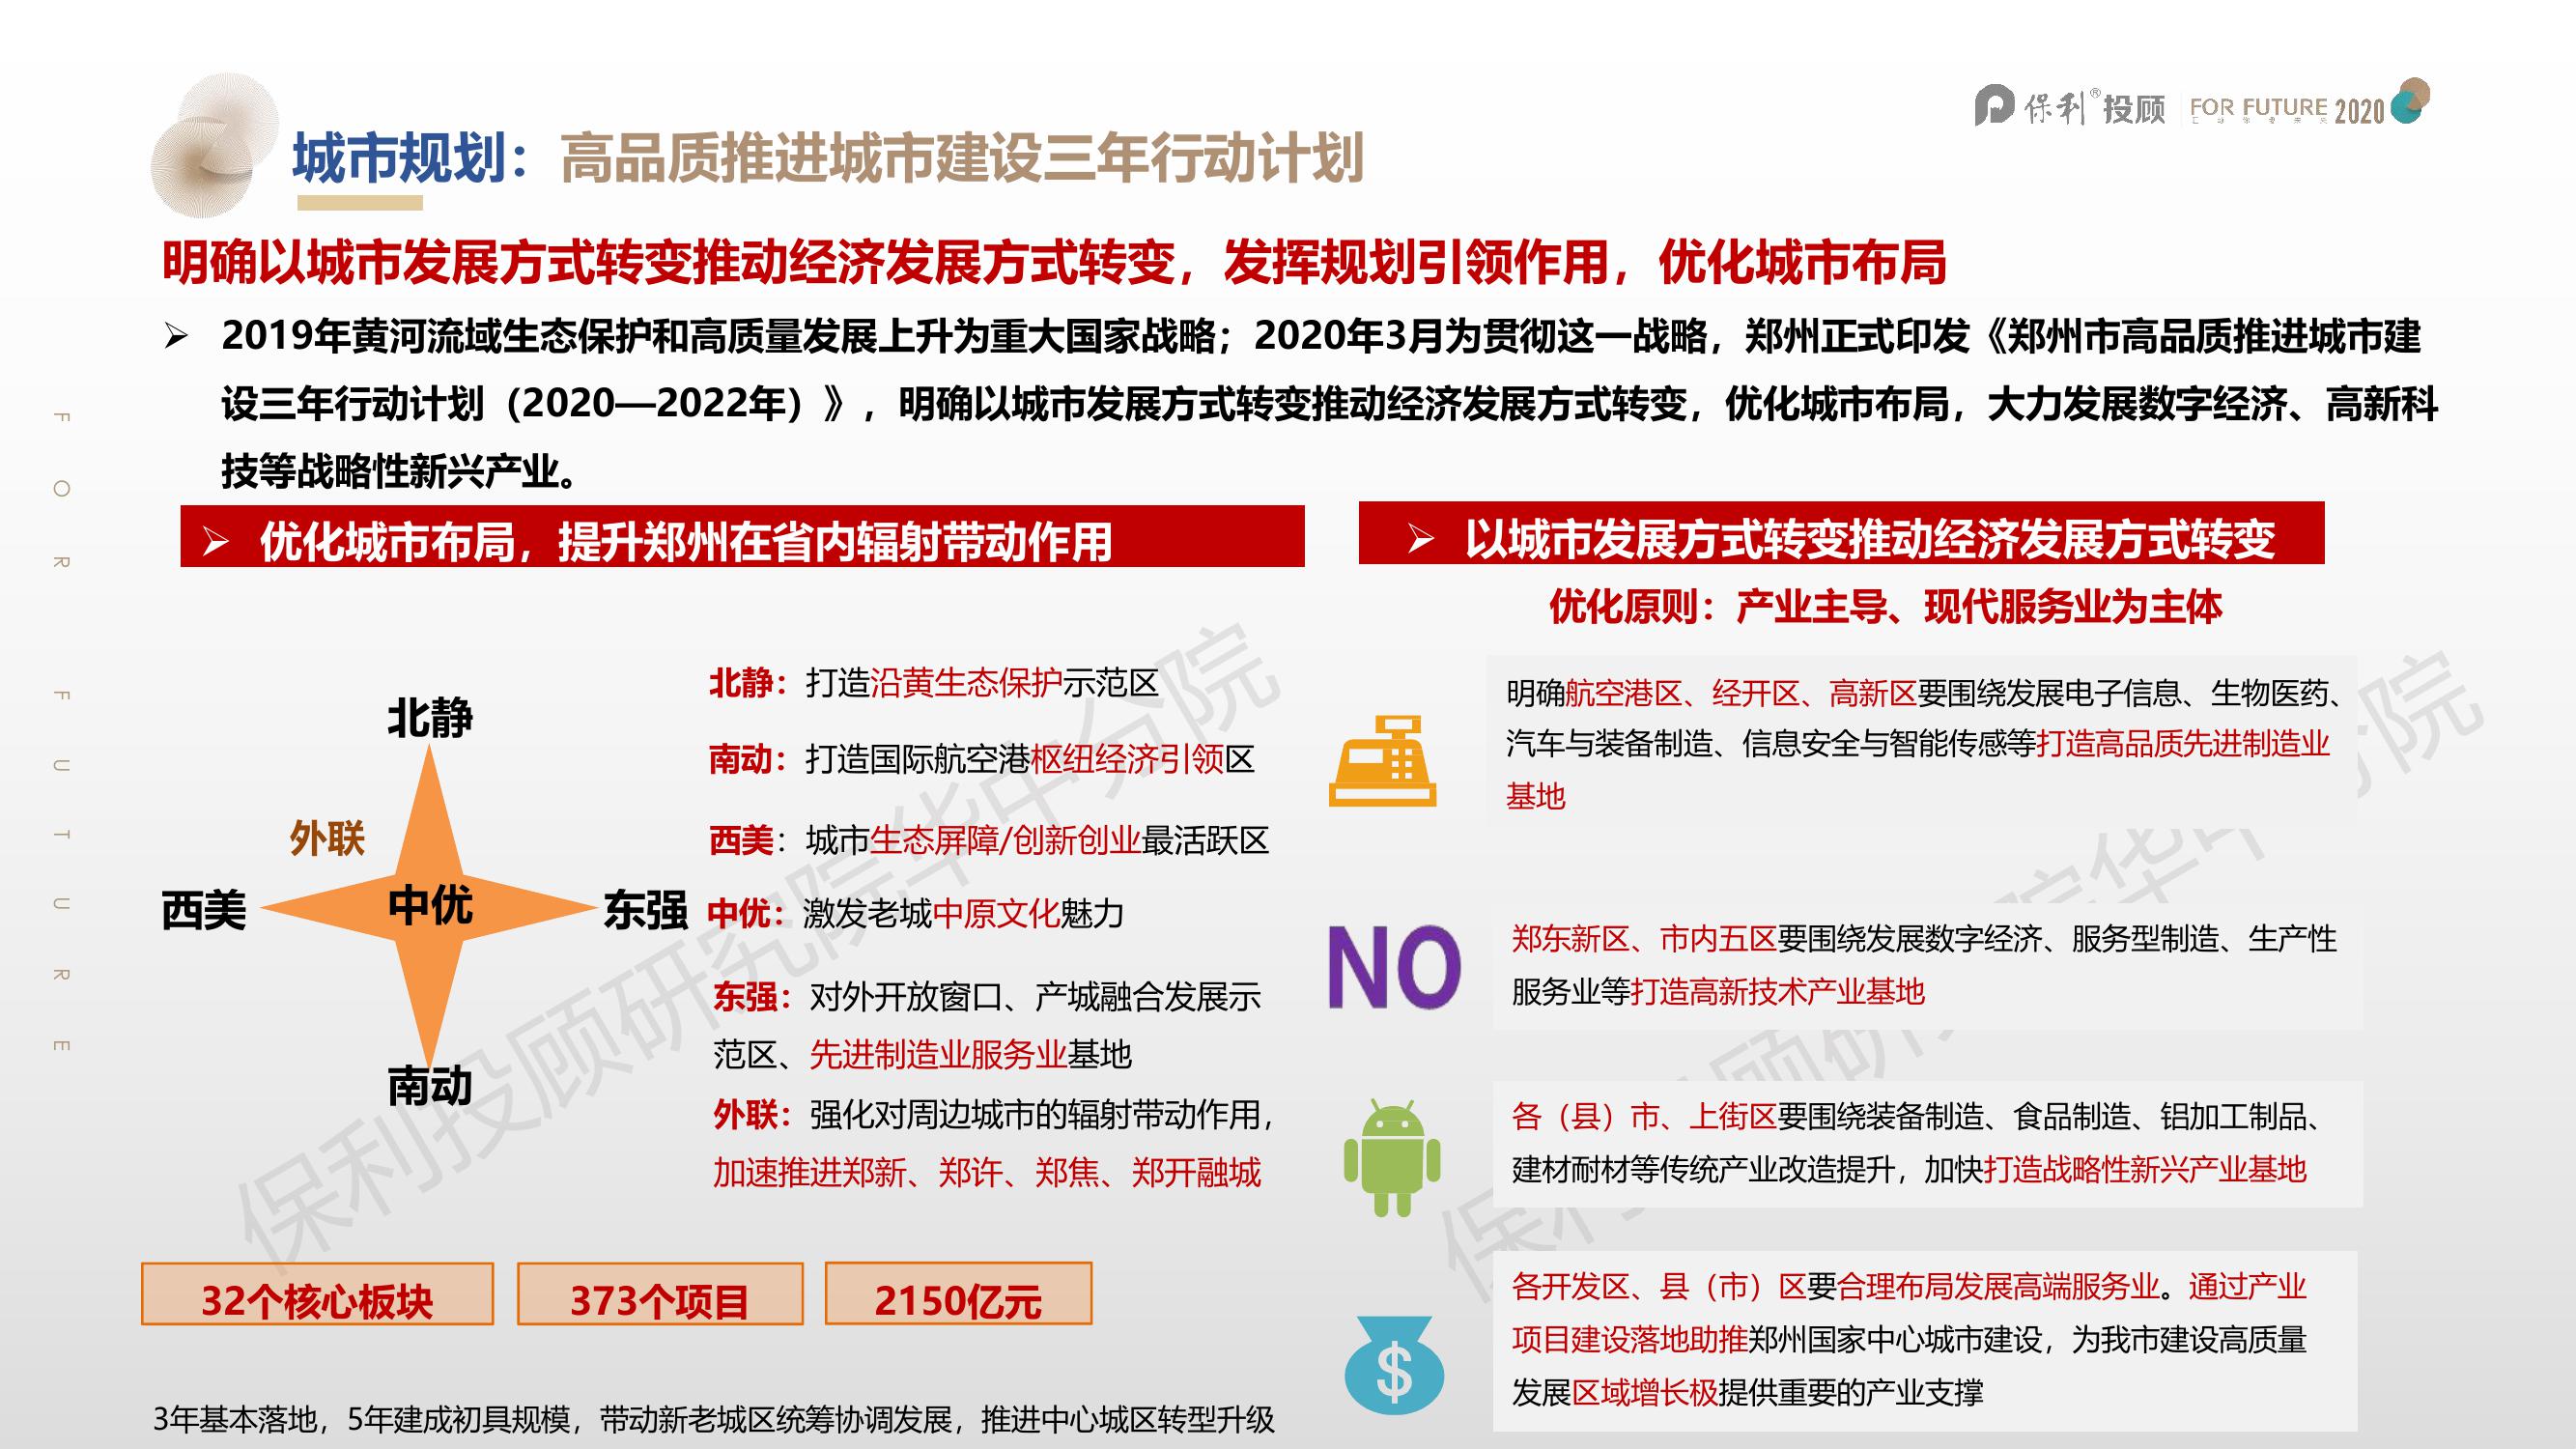 保利®投顾 FOR FUTURE 2020
城市规划：高品质推进城市建设三年行动计划
明确以城市发展方式转变推动经济发展方式转变，发挥规划引领作用，优化城市布局
➢ 2019年黄河流域生态保护和高质量发展上升为重大国家战略；2020年3月为贯彻这一战略，郑州正式印发《郑州市高品质推进城市建
设三年行动计划（2020—2022年）》，明确以城市发展方式转变推动经济发展方式转变，优化城市布局，大力发展数字经济、高新科
技等战略性新兴产业。
FOR FUTURE
➢ 优化城市布局，提升郑州在省内辐射带动作用
北静
外联
西美
中优
东强
南动
北静：打造沿黄生态保护示范区
南动：打造国际航空港枢纽经济引领区
西美：城市生态屏障/创新创业最活跃区
中优：激发老城中原文化魅力
东强：对外开放窗口、产城融合发展示
范区、先进制造业服务业基地
外联：强化对周边城市的辐射带动作用，
加速推进郑新、郑许、郑焦、郑开融城
32个核心板块
373个项目
2150亿元
3年基本落地，5年建成初具规模，带动新老城区统筹协调发展，推进中心城区转型升级
➢ 以城市发展方式转变推动经济发展方式转变
优化原则：产业主导、现代服务业为主体
明确航空港区、经开区、高新区要围绕发展电子信息、生物医药、
汽车与装备制造、信息安全与智能传感等打造高品质先进制造业
基地
NO
郑东新区、市内五区要围绕发展数字经济、服务型制造、生产性
服务业等打造高新技术产业基地
各（县）市、上街区要围绕装备制造、食品制造、铝加工制品、
建材耐材等传统产业改造提升，加快打造战略性新兴产业基地
$
各开发区、县（市）区要合理布局发展高端服务业。通过产业
项目建设落地助推郑州国家中心城市建设，为我市建设高质量
发展区域增长极提供重要的产业支撑
保利投顾研究院华中分院